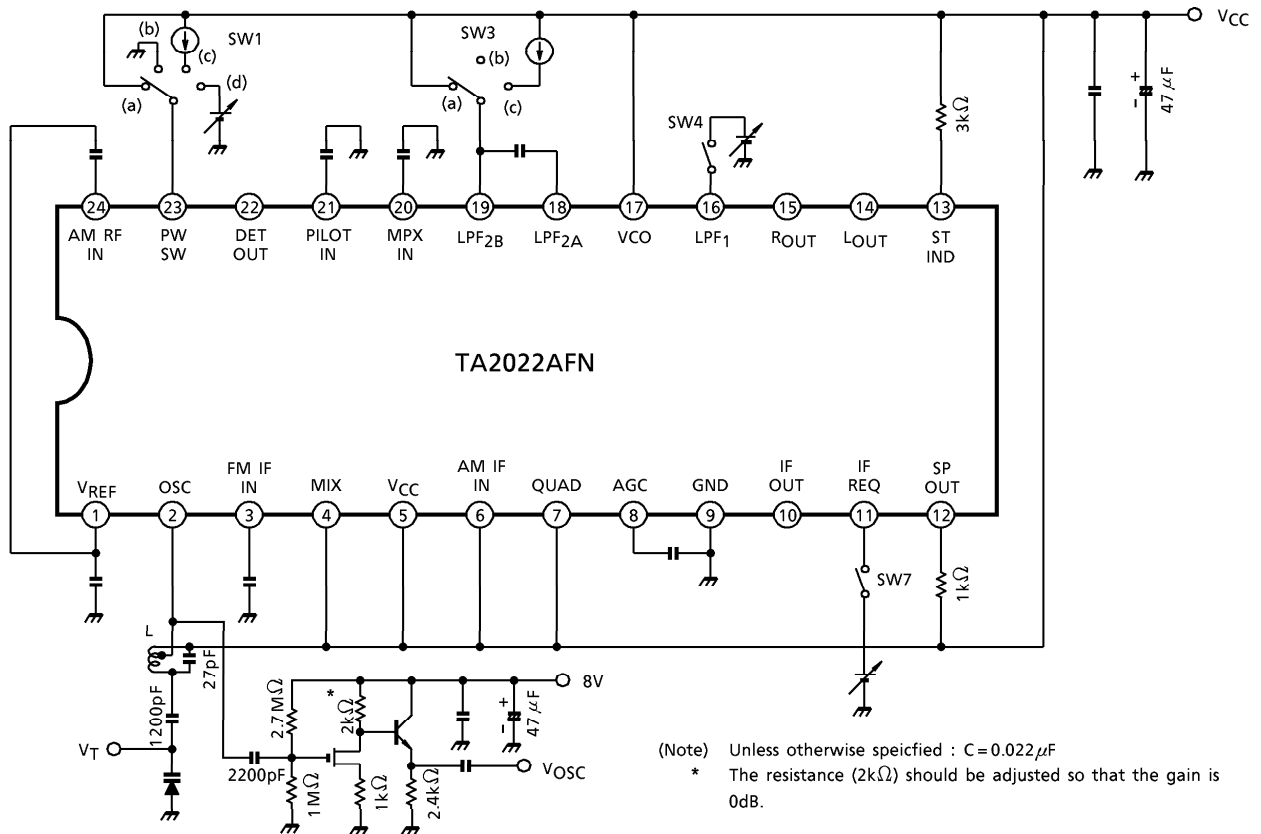 VCC
(b)
SW1
(c)
(d)
(a)
SW3
(b)
(a)
(c)
SW4
3kΩ
+
-
47μF
24
23
22
21
20
19
18
17
16
15
14
13
AM RF IN
PW SW
DET OUT
PILOT IN
MPX IN
LPF2B
LPF2A
VCO
LPF1
ROUT
LOUT
ST IND
TA2022AFN
VREF
OSC
FM IF IN
MIX
VCC
AM IF IN
QUAD
AGC
GND
IF OUT
IF REQ
SP OUT
1
2
3
4
5
6
7
8
9
10
11
12
SW7
1kΩ
L
27pF
1200pF
VT
2200pF
2.7MΩ
1MΩ
*
2kΩ
1kΩ
2.4kΩ
8V
+
-
47μF
VOSC
(Note) Unless otherwise speicfied : C=0.022μF
* The resistance (2kΩ) should be adjusted so that the gain is
0dB.